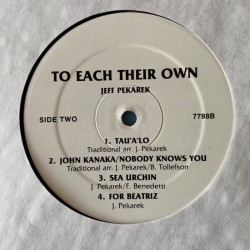 TO EACH THEIR OWN
JEFF PEKAREK
SIDE TWO 7788B
1. TAU'A'LO
Traditional arr. J. Pekarek
2. JOHN KANAKA/NOBODY KNOWS YOU
Traditional arr. J. Pekarek/B. Tollefson
3. SEA URCHIN
J. Pekarek/F. Benedetti
4. FOR BEATRIZ
J. Pekarek